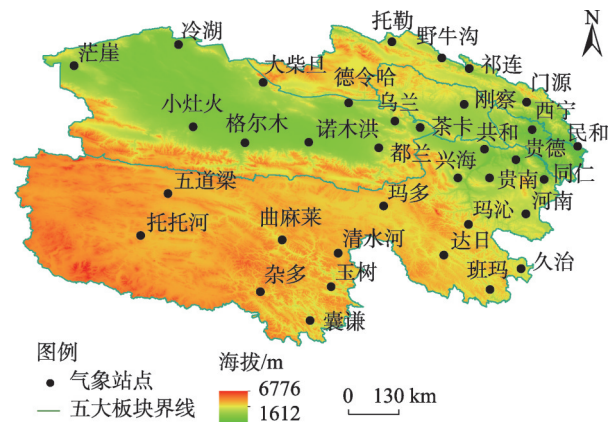 N
冷湖
托勒
野牛沟
茫崖
祁连
大柴旦
德令哈
门源
小灶火
乌兰
刚察
西宁
格尔木
诺木洪
茶卡
共和
民和
都兰
兴海
贵德
五道梁
玛多
贵南
同仁
托托河
曲麻莱
玛沁
河南
清水河
达日
杂多
玉树
班玛
久治
囊谦
图例
气象站点
五大板块界线
海拔/m
6776
1612
0 130 km